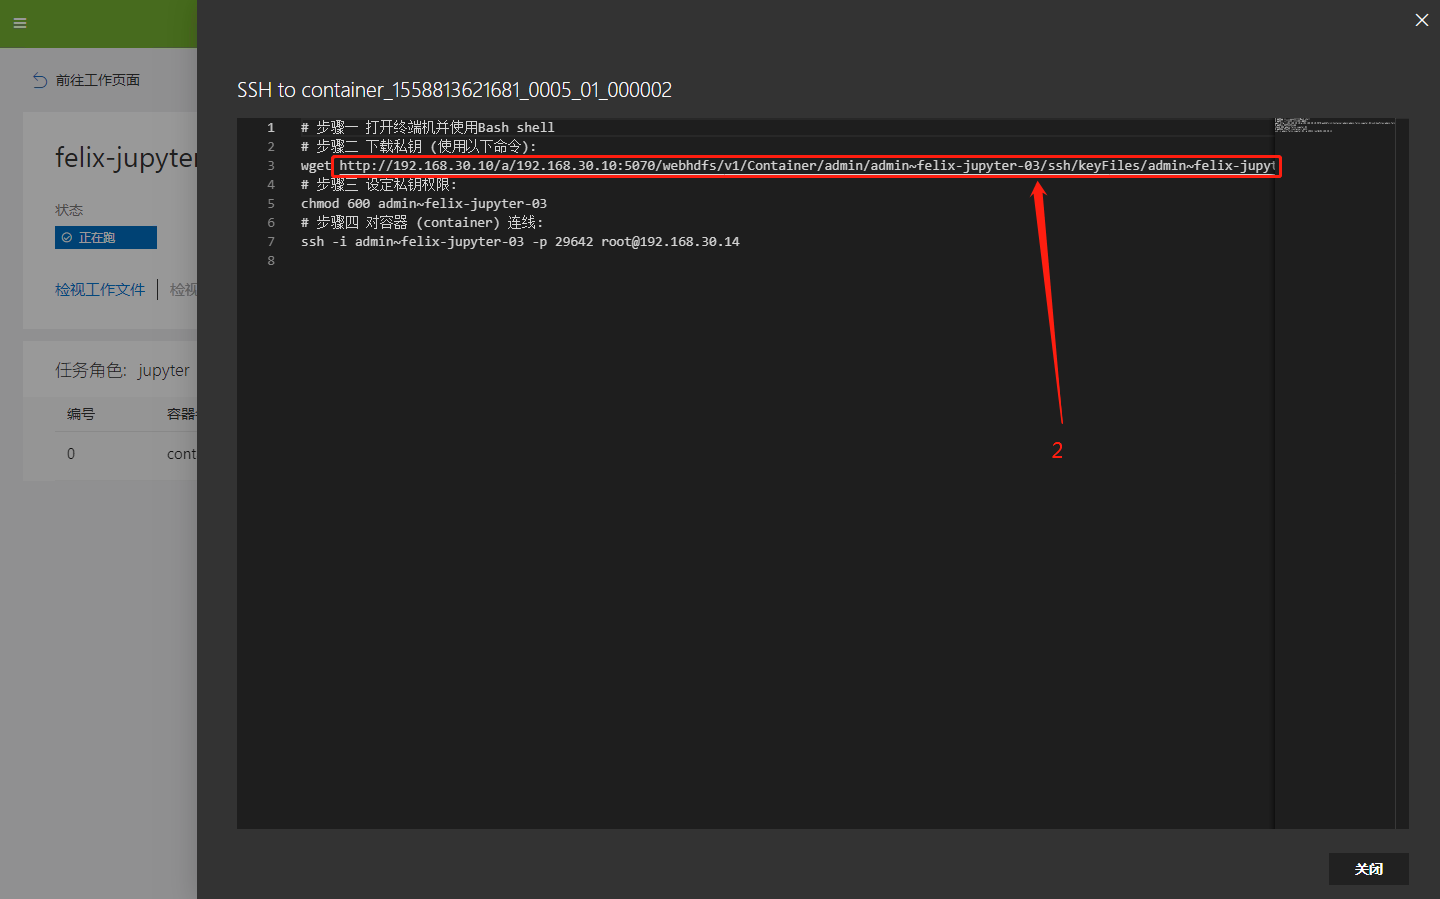 前往工作页面
felix-jupyter
状态
正在跑
检视工作文件 检视
任务角色: jupyter
编号 容器
0 cont
SSH to container_1558813621681_0005_01_000002
1 # 步骤一 打开终端机并使用Bash shell
2 # 步骤二 下载私钥 (使用以下命令):
3 wget http://192.168.30.10/a/192.168.30.10:5070/webhdfs/v1/Container/admin/admin~felix-jupyter-03/ssh/keyFiles/admin~felix-jupyt
4 # 步骤三 设定私钥权限:
5 chmod 600 admin~felix-jupyter-03
6 # 步骤四 对容器 (container) 连线:
7 ssh -i admin~felix-jupyter-03 -p 29642 root@192.168.30.14
8
2
关闭